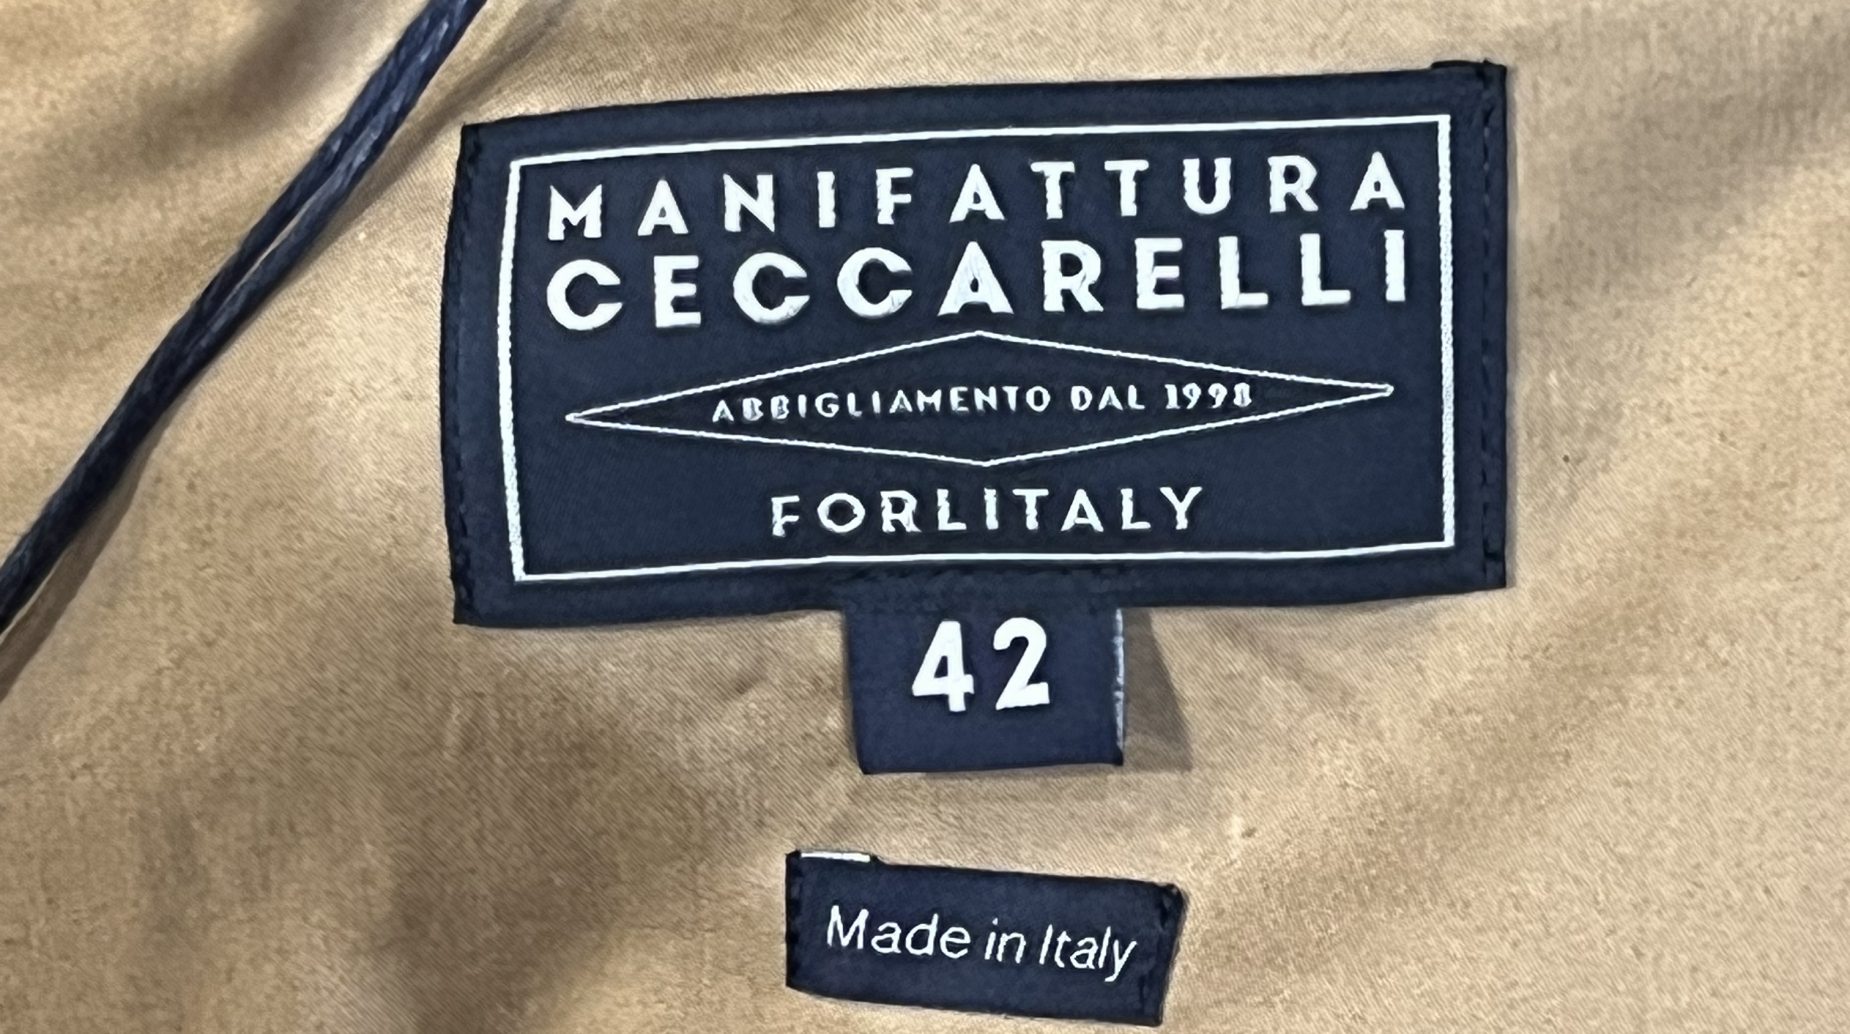 MANIFATTURA
CECCARELLI
ABBIGLIAMENTO DAL 1998
FORLITALY
42
Made in Italy